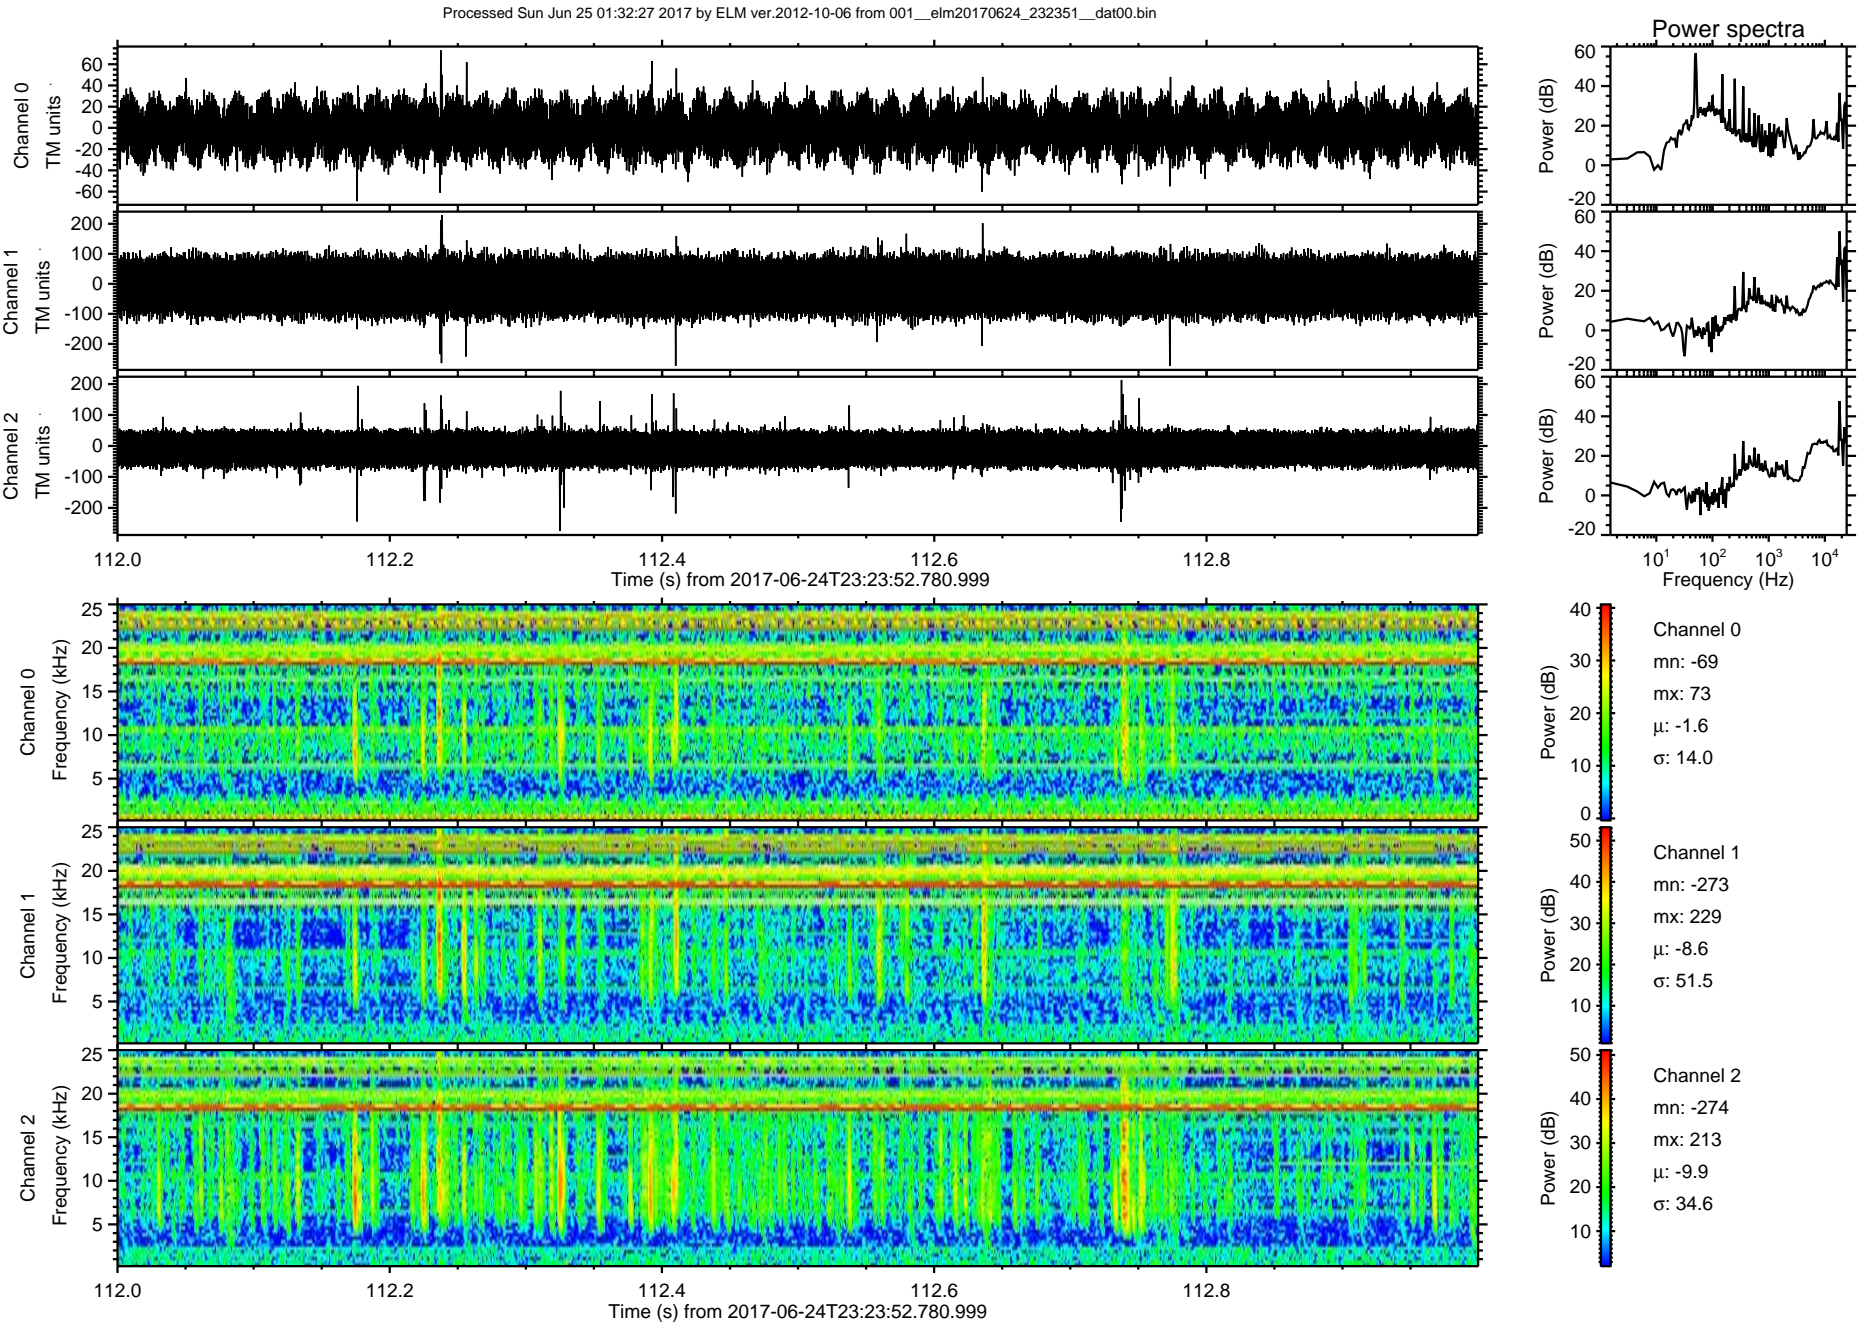 Processed Sun Jun 25 01:32:27 2017 by ELM ver.2012-10-06 from 001__elm20170624_232351__dat00.bin
Power spectra
Channel 0
TM units
60
40
20
0
-20
-40
-60
Power (dB)
60
40
20
0
-20
Channel 1
TM units
200
100
0
-100
-200
Power (dB)
60
40
20
0
-20
Channel 2
TM units
200
100
0
-100
-200
Power (dB)
60
40
20
0
-20
112.0 112.2 112.4 112.6 112.8
Time (s) from 2017-06-24T23:23:52.780.999
10^1 10^2 10^3 10^4
Frequency (Hz)
Channel 0
Frequency (kHz)
25
20
15
10
5
Power (dB)
40
30
20
10
0
Channel 0
mn: -69
mx: 73
μ: -1.6
σ: 14.0
Channel 1
Frequency (kHz)
25
20
15
10
5
Power (dB)
50
40
30
20
10
Channel 1
mn: -273
mx: 229
μ: -8.6
σ: 51.5
Channel 2
Frequency (kHz)
25
20
15
10
5
Power (dB)
50
40
30
20
10
Channel 2
mn: -274
mx: 213
μ: -9.9
σ: 34.6
112.0 112.2 112.4 112.6 112.8
Time (s) from 2017-06-24T23:23:52.780.999